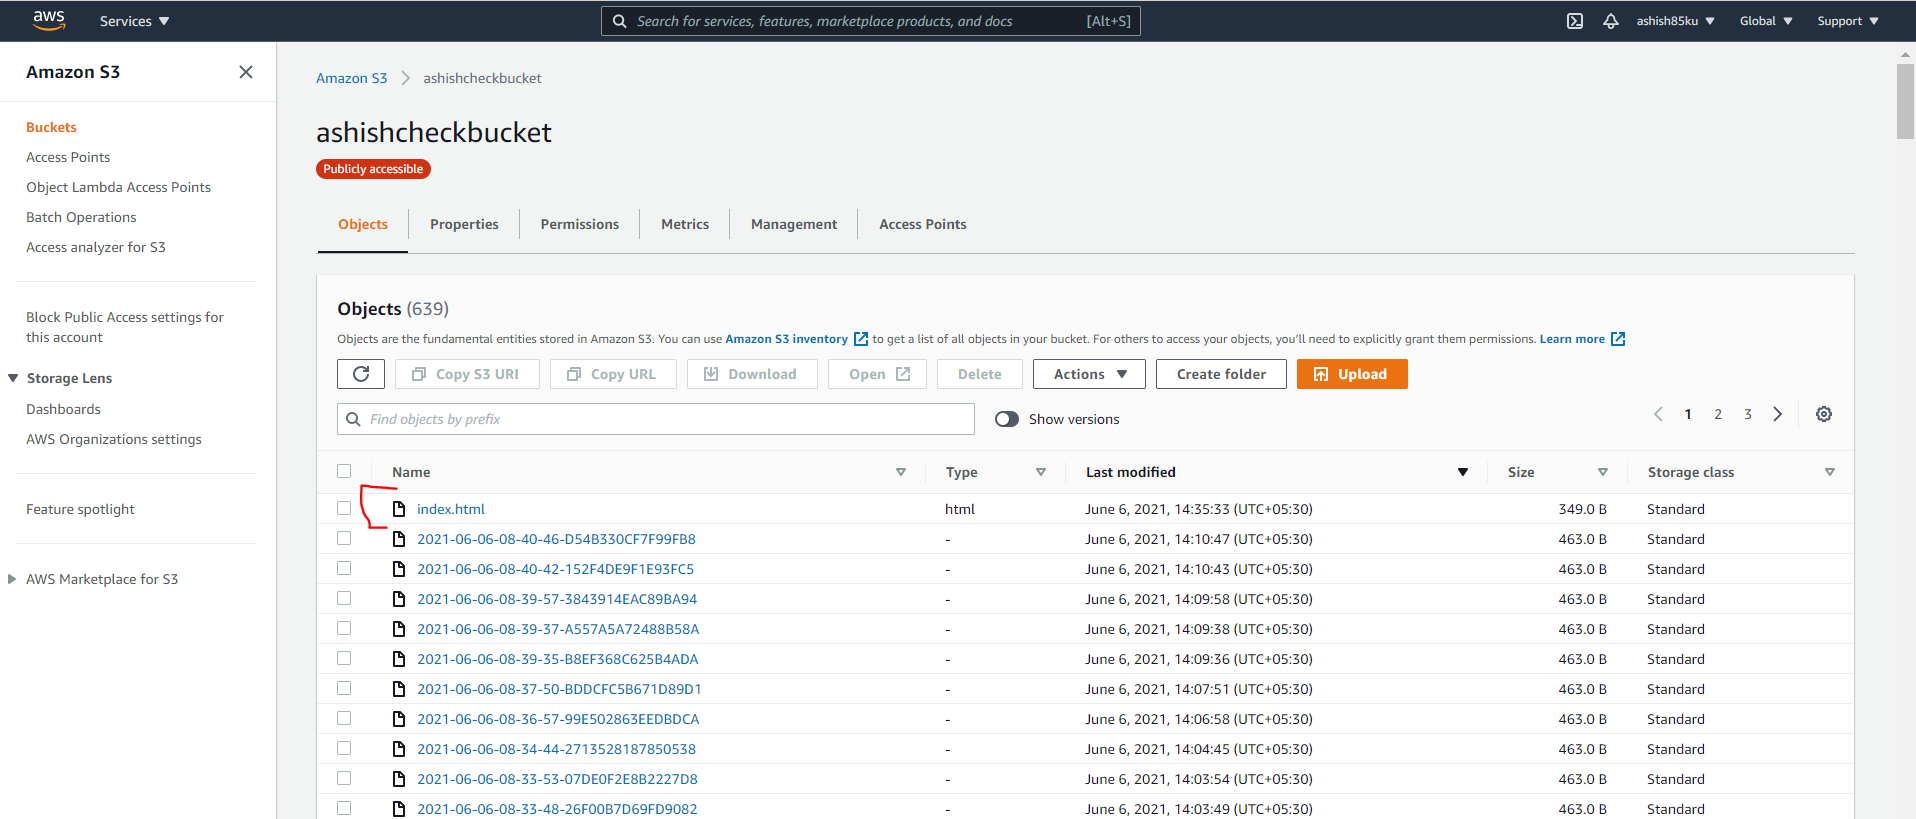 aws Services Search for services, features, marketplace products, and docs [Alt+S] ashish85ku Global Support
Amazon S3
Buckets
Access Points
Object Lambda Access Points
Batch Operations
Access analyzer for S3
Block Public Access settings for
this account
Storage Lens
Dashboards
AWS Organizations settings
Feature spotlight
AWS Marketplace for S3
Amazon S3 ashishcheckbucket
ashishcheckbucket
Publicly accessible
Objects Properties Permissions Metrics Management Access Points
Objects (639)
Objects are the fundamental entities stored in Amazon S3. You can use Amazon S3 inventory to get a list of all objects in your bucket. For others to access your objects, you'll need to explicitly grant them permissions. Learn more
Copy S3 URI Copy URL Download Open Delete Actions Create folder Upload
Find objects by prefix Show versions 1 2 3
Name Type Last modified Size Storage class
index.html html June 6, 2021, 14:35:33 (UTC+05:30) 349.0 B Standard
2021-06-06-08-40-46-D54B330CF7F99FB8 - June 6, 2021, 14:10:47 (UTC+05:30) 463.0 B Standard
2021-06-06-08-40-42-152F4DE9F1E93FC5 - June 6, 2021, 14:10:43 (UTC+05:30) 463.0 B Standard
2021-06-06-08-39-57-3843914EAC89BA94 - June 6, 2021, 14:09:58 (UTC+05:30) 463.0 B Standard
2021-06-06-08-39-37-A557A5A72488B58A - June 6, 2021, 14:09:38 (UTC+05:30) 463.0 B Standard
2021-06-06-08-39-35-B8EF368C625B4ADA - June 6, 2021, 14:09:36 (UTC+05:30) 463.0 B Standard
2021-06-06-08-37-50-BDDCFC5B671D89D1 - June 6, 2021, 14:07:51 (UTC+05:30) 463.0 B Standard
2021-06-06-08-36-57-99E502863EEDBDCA - June 6, 2021, 14:06:58 (UTC+05:30) 463.0 B Standard
2021-06-06-08-34-44-2713528187850538 - June 6, 2021, 14:04:45 (UTC+05:30) 463.0 B Standard
2021-06-06-08-33-53-07DE0F2E8B2227D8 - June 6, 2021, 14:03:54 (UTC+05:30) 463.0 B Standard
2021-06-06-08-33-48-26F00B7D69FD9082 - June 6, 2021, 14:03:49 (UTC+05:30) 463.0 B Standard